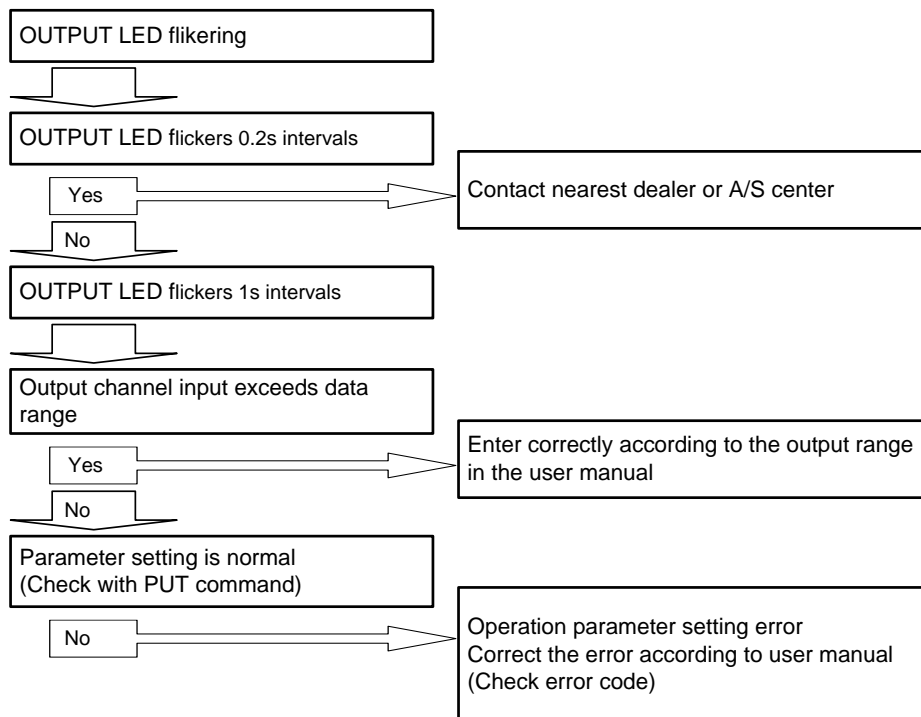 OUTPUT LED flikering
OUTPUT LED flickers 0.2s intervals
Yes
Contact nearest dealer or A/S center
No
OUTPUT LED flickers 1s intervals
Output channel input exceeds data
range
Yes
Enter correctly according to the output range
in the user manual
No
Parameter setting is normal
(Check with PUT command)
No
Operation parameter setting error
Correct the error according to user manual
(Check error code)